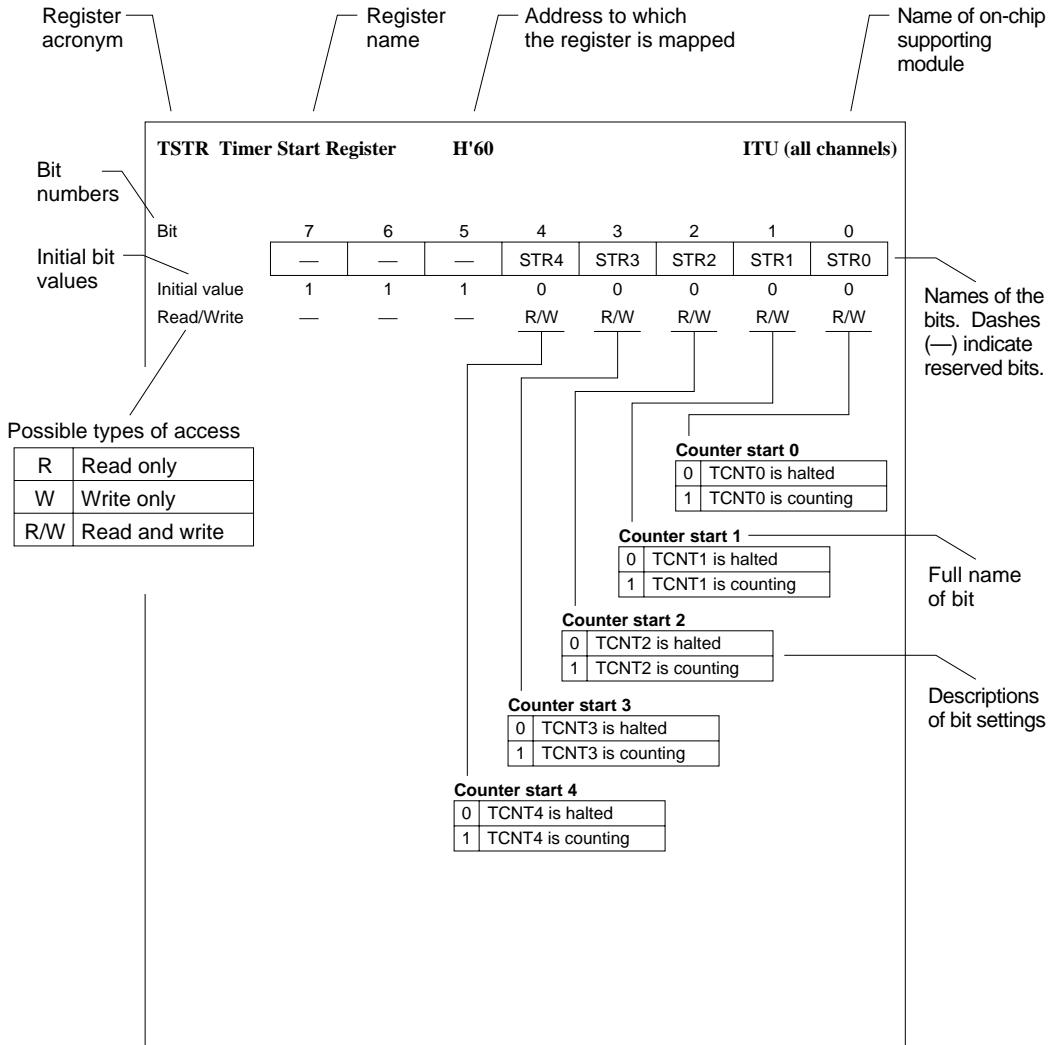 Register
acronym
Register
name
Address to which
the register is mapped
Name of on-chip
supporting
module
TSTR Timer Start Register H'60 ITU (all channels)
Bit
numbers
Bit 7 6 5 4 3 2 1 0
Initial bit
values
— — — STR4 STR3 STR2 STR1 STR0
Initial value 1 1 1 0 0 0 0 0
Read/Write — — — R/W R/W R/W R/W R/W
Names of the
bits. Dashes
(—) indicate
reserved bits.
Possible types of access
R Read only
W Write only
R/W Read and write
Counter start 0
0 TCNT0 is halted
1 TCNT0 is counting
Counter start 1
0 TCNT1 is halted
1 TCNT1 is counting
Full name
of bit
Counter start 2
0 TCNT2 is halted
1 TCNT2 is counting
Descriptions
of bit settings
Counter start 3
0 TCNT3 is halted
1 TCNT3 is counting
Counter start 4
0 TCNT4 is halted
1 TCNT4 is counting